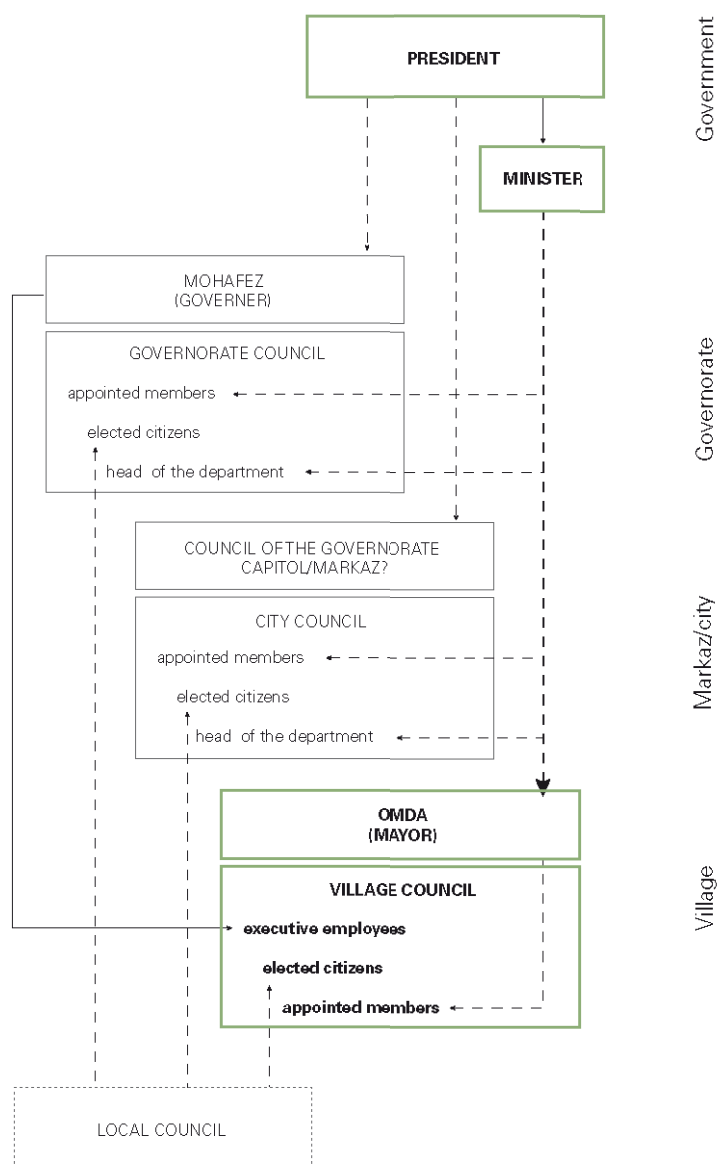 PRESIDENT
Government
MINISTER
MOHAFEZ
(GOVERNER)
GOVERNORATE COUNCIL
appointed members
elected citizens
head of the department
Governorate
COUNCIL OF THE GOVERNORATE
CAPITOL/MARKAZ?
CITY COUNCIL
appointed members
elected citizens
head of the department
Markaz/city
OMDA
(MAYOR)
VILLAGE COUNCIL
executive employees
elected citizens
appointed members
Village
LOCAL COUNCIL